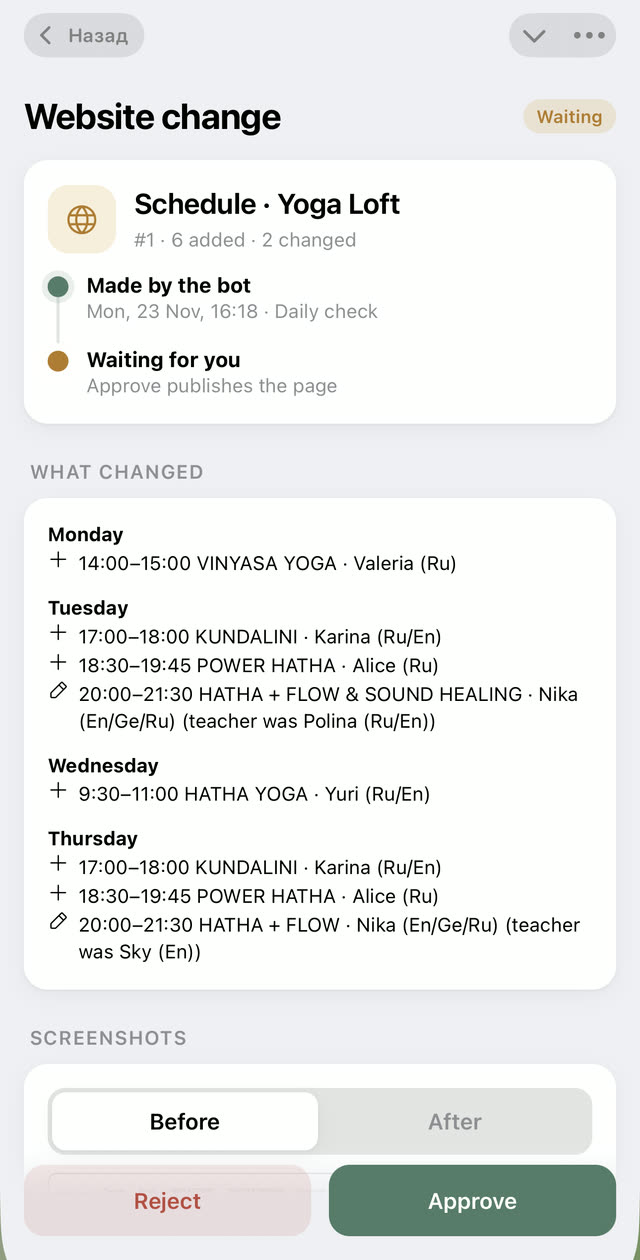 Назад
Website change
Waiting
Schedule · Yoga Loft
#1 · 6 added · 2 changed
Made by the bot
Mon, 23 Nov, 16:18 · Daily check
Waiting for you
Approve publishes the page
WHAT CHANGED
Monday
+ 14:00–15:00 VINYASA YOGA · Valeria (Ru)
Tuesday
+ 17:00–18:00 KUNDALINI · Karina (Ru/En)
+ 18:30–19:45 POWER HATHA · Alice (Ru)
20:00–21:30 HATHA + FLOW & SOUND HEALING · Nika
(En/Ge/Ru) (teacher was Polina (Ru/En))
Wednesday
+ 9:30–11:00 HATHA YOGA · Yuri (Ru/En)
Thursday
+ 17:00–18:00 KUNDALINI · Karina (Ru/En)
+ 18:30–19:45 POWER HATHA · Alice (Ru)
20:00–21:30 HATHA + FLOW · Nika (En/Ge/Ru) (teacher
was Sky (En))
SCREENSHOTS
Before
After
Reject
Approve